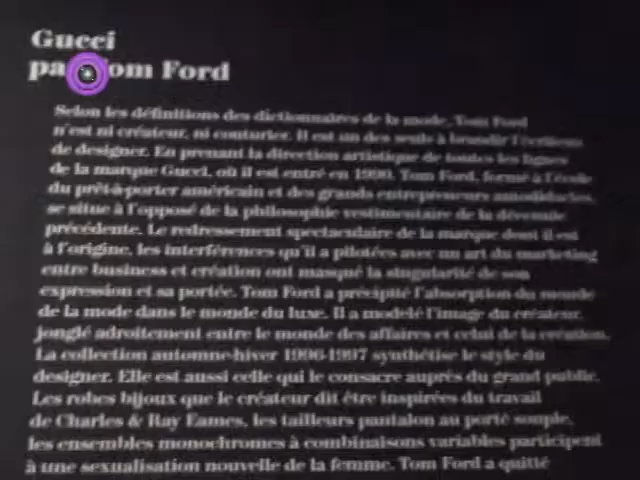 Gucci
pa Tom Ford
Selon les définitions des dictionnaires de la mode, Tom Ford
n'est ni créateur, ni couturier. Il est un des seuls à brandir l'écriteau
de designer. En prenant la direction artistique de toutes les lignes
de la marque Gucci, où il est entré en 1990, Tom Ford, formé à l'école
du prêt-à-porter américain et des grands entrepreneurs autodidactes,
se situe à l'opposé de la philosophie vestimentaire de la décennie
précédente. Le redressement spectaculaire de la marque dont il est
à l'origine, les interférences qu'il a pilotées avec un art du marketing
entre business et création ont masqué la singularité de son
expression et sa portée. Tom Ford a précipité l'absorption du monde
de la mode dans le monde du luxe. Il a modelé l'image du créateur,
jonglé adroitement entre le monde des affaires et celui de la création.
La collection automne-hiver 1996-1997 synthétise le style du
designer. Elle est aussi celle qui le consacre auprès du grand public.
Les robes bijoux que le créateur dit être inspirées du travail
de Charles & Ray Eames, les tailleurs pantalon au porté souple,
les ensembles monochromes à combinaisons variables participent
à une sexualisation nouvelle de la femme. Tom Ford a quitté